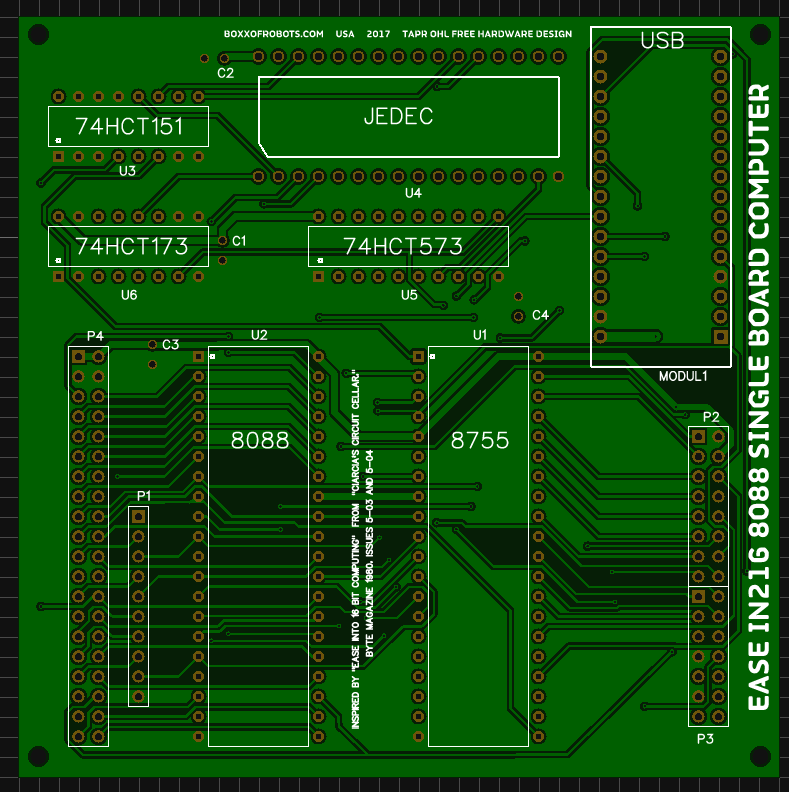 BOXXOFROBOTS.COM USA 2017 TAPR OHL FREE HARDWARE DESIGN
USB
C2
JEDEC
74HCT151
U3
U4
74HCT173
C1
74HCT573
U6
U5
C4
P4
C3
U2
U1
MODUL1
P2
8088
8755
P1
P3
INSPIRED BY "EASE INTO 16 BIT COMPUTING" FROM "CIARCIA'S CIRCUIT CELLAR,"
BYTE MAGAZINE 1980, ISSUES 5-03 AND 5-04
EASE IN216 8088 SINGLE BOARD COMPUTER